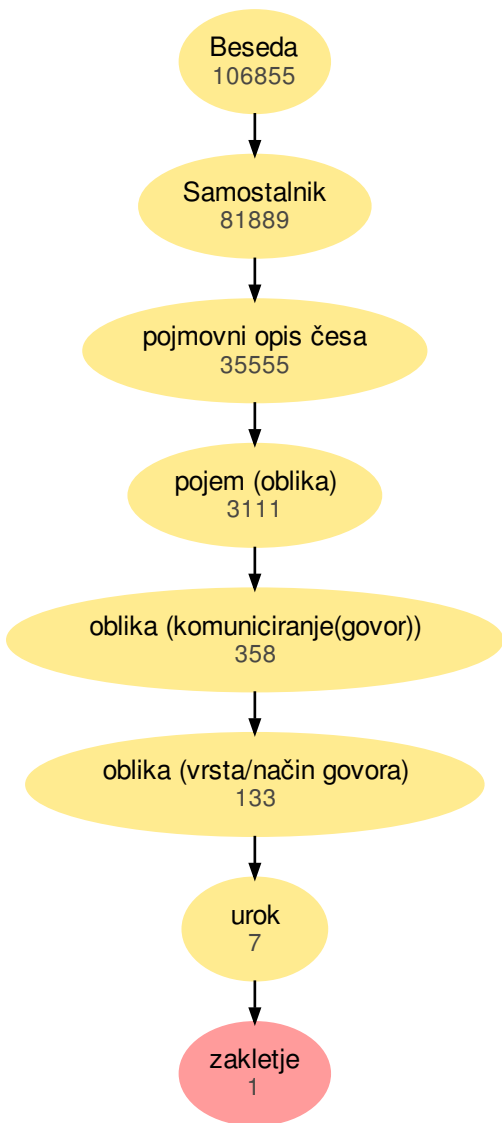 Beseda
106855
Samostalnik
81889
pojmovni opis česa
35555
pojem (oblika)
3111
oblika (komuniciranje(govor))
358
oblika (vrsta/način govora)
133
urok
7
zakletje
1